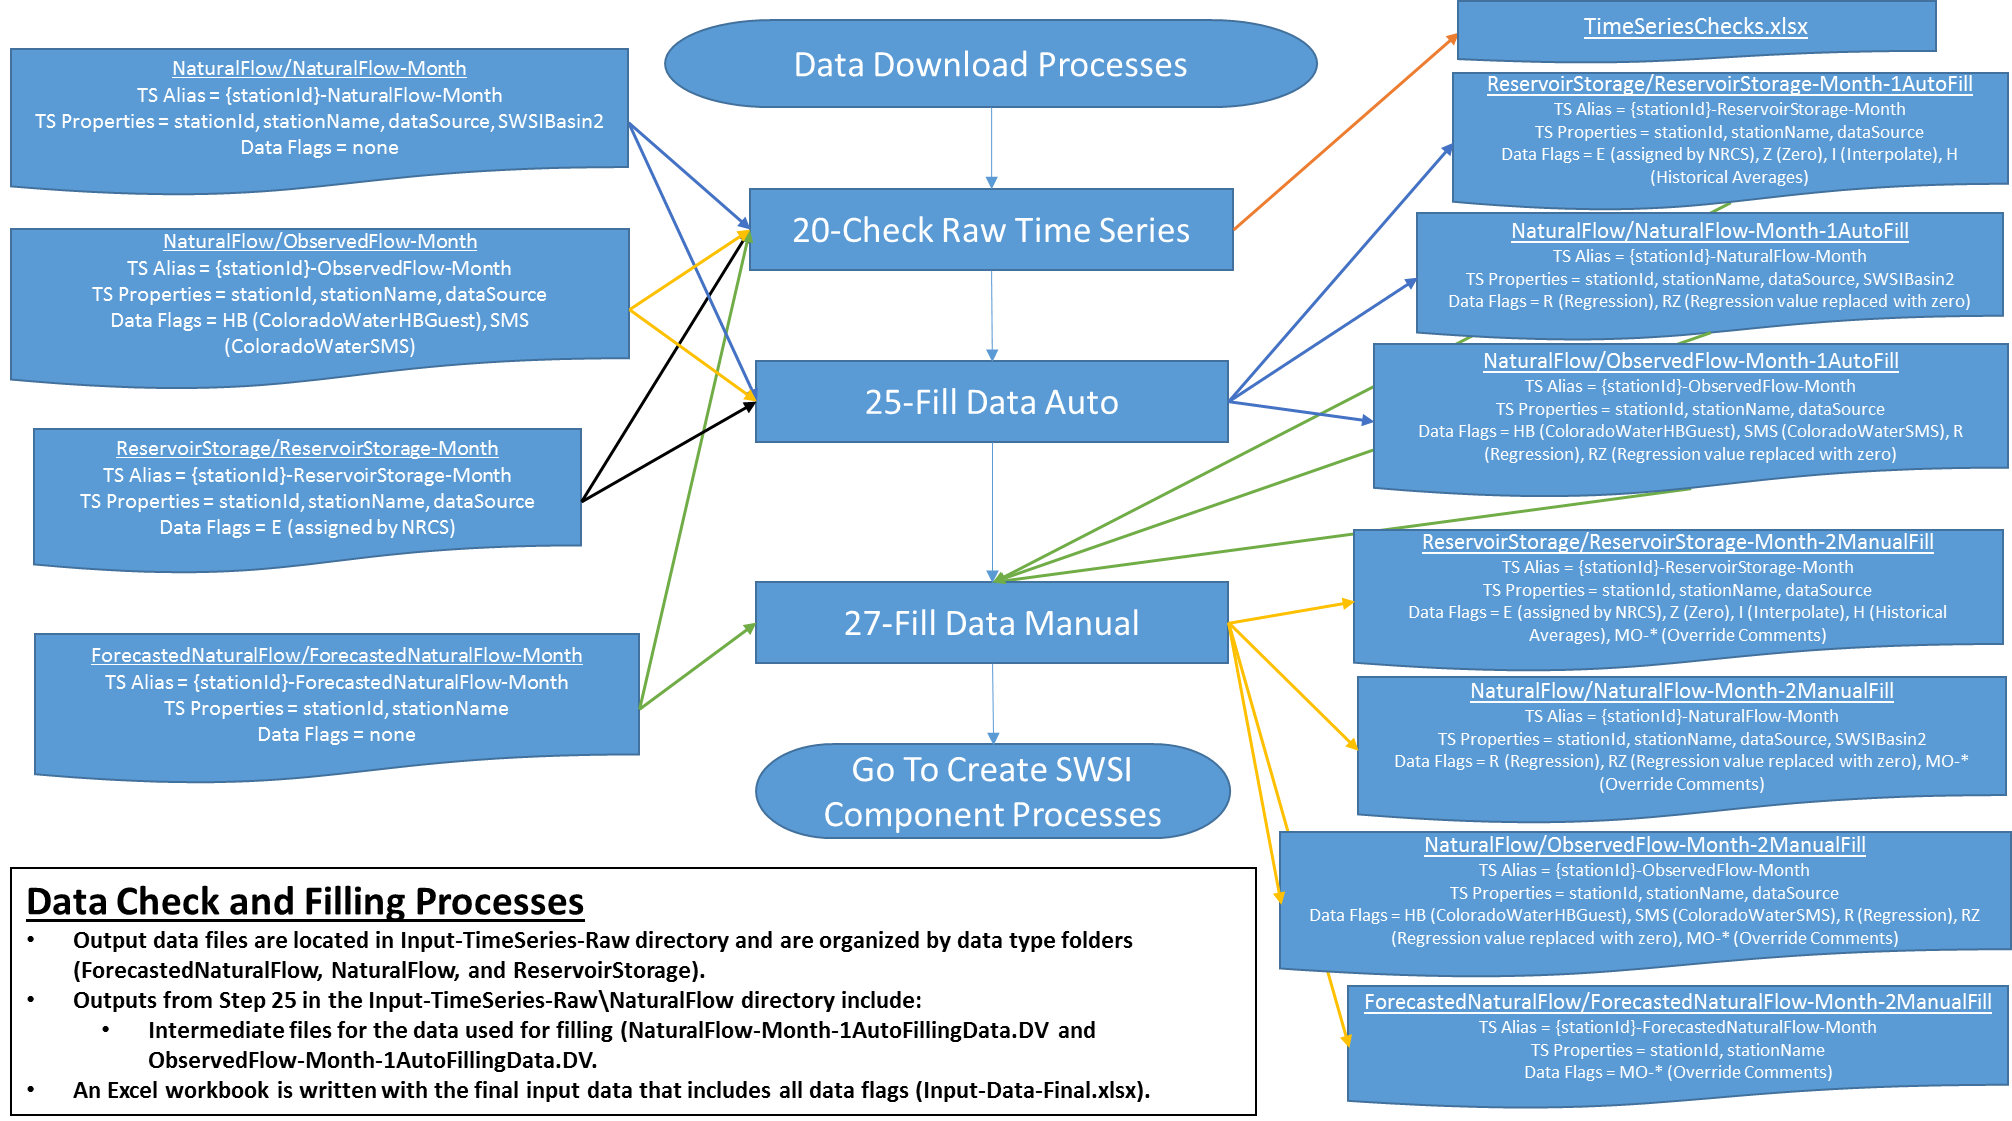 Data Download Processes
20-Check Raw Time Series
25-Fill Data Auto
27-Fill Data Manual
Go To Create SWSI
Component Processes
NaturalFlow/NaturalFlow-Month
TS Alias = {stationId}-NaturalFlow-Month
TS Properties = stationId, stationName, dataSource, SWSIBasin2
Data Flags = none
NaturalFlow/ObservedFlow-Month
TS Alias = {stationId}-ObservedFlow-Month
TS Properties = stationId, stationName, dataSource
Data Flags = HB (ColoradoWaterHBGuest), SMS
(ColoradoWaterSMS)
ReservoirStorage/ReservoirStorage-Month
TS Alias = {stationId}-ReservoirStorage-Month
TS Properties = stationId, stationName, dataSource
Data Flags = E (assigned by NRCS)
ForecastedNaturalFlow/ForecastedNaturalFlow-Month
TS Alias = {stationId}-ForecastedNaturalFlow-Month
TS Properties = stationId, stationName
Data Flags = none
TimeSeriesChecks.xlsx
ReservoirStorage/ReservoirStorage-Month-1AutoFill
TS Alias = {stationId}-ReservoirStorage-Month
TS Properties = stationId, stationName, dataSource
Data Flags = E (assigned by NRCS), Z (Zero), I (Interpolate), H
(Historical Averages)
NaturalFlow/NaturalFlow-Month-1AutoFill
TS Alias = {stationId}-NaturalFlow-Month
TS Properties = stationId, stationName, dataSource, SWSIBasin2
Data Flags = R (Regression), RZ (Regression value replaced with zero)
NaturalFlow/ObservedFlow-Month-1AutoFill
TS Alias = {stationId}-ObservedFlow-Month
TS Properties = stationId, stationName, dataSource
Data Flags = HB (ColoradoWaterHBGuest), SMS (ColoradoWaterSMS), R
(Regression), RZ (Regression value replaced with zero)
ReservoirStorage/ReservoirStorage-Month-2ManualFill
TS Alias = {stationId}-ReservoirStorage-Month
TS Properties = stationId, stationName, dataSource
Data Flags = E (assigned by NRCS), Z (Zero), I (Interpolate), H (Historical
Averages), MO-* (Override Comments)
NaturalFlow/NaturalFlow-Month-2ManualFill
TS Alias = {stationId}-NaturalFlow-Month
TS Properties = stationId, stationName, dataSource, SWSIBasin2
Data Flags = R (Regression), RZ (Regression value replaced with zero), MO-*
(Override Comments)
NaturalFlow/ObservedFlow-Month-2ManualFill
TS Alias = {stationId}-ObservedFlow-Month
TS Properties = stationId, stationName, dataSource
Data Flags = HB (ColoradoWaterHBGuest), SMS (ColoradoWaterSMS), R (Regression), RZ
(Regression value replaced with zero), MO-* (Override Comments)
ForecastedNaturalFlow/ForecastedNaturalFlow-Month-2ManualFill
TS Alias = {stationId}-ForecastedNaturalFlow-Month
TS Properties = stationId, stationName
Data Flags = MO-* (Override Comments)
Data Check and Filling Processes
• Output data files are located in Input-TimeSeries-Raw directory and are organized by data type folders
(ForecastedNaturalFlow, NaturalFlow, and ReservoirStorage).
• Outputs from Step 25 in the Input-TimeSeries-Raw\NaturalFlow directory include:
• Intermediate files for the data used for filling (NaturalFlow-Month-1AutoFillingData.DV and
ObservedFlow-Month-1AutoFillingData.DV.
• An Excel workbook is written with the final input data that includes all data flags (Input-Data-Final.xlsx).